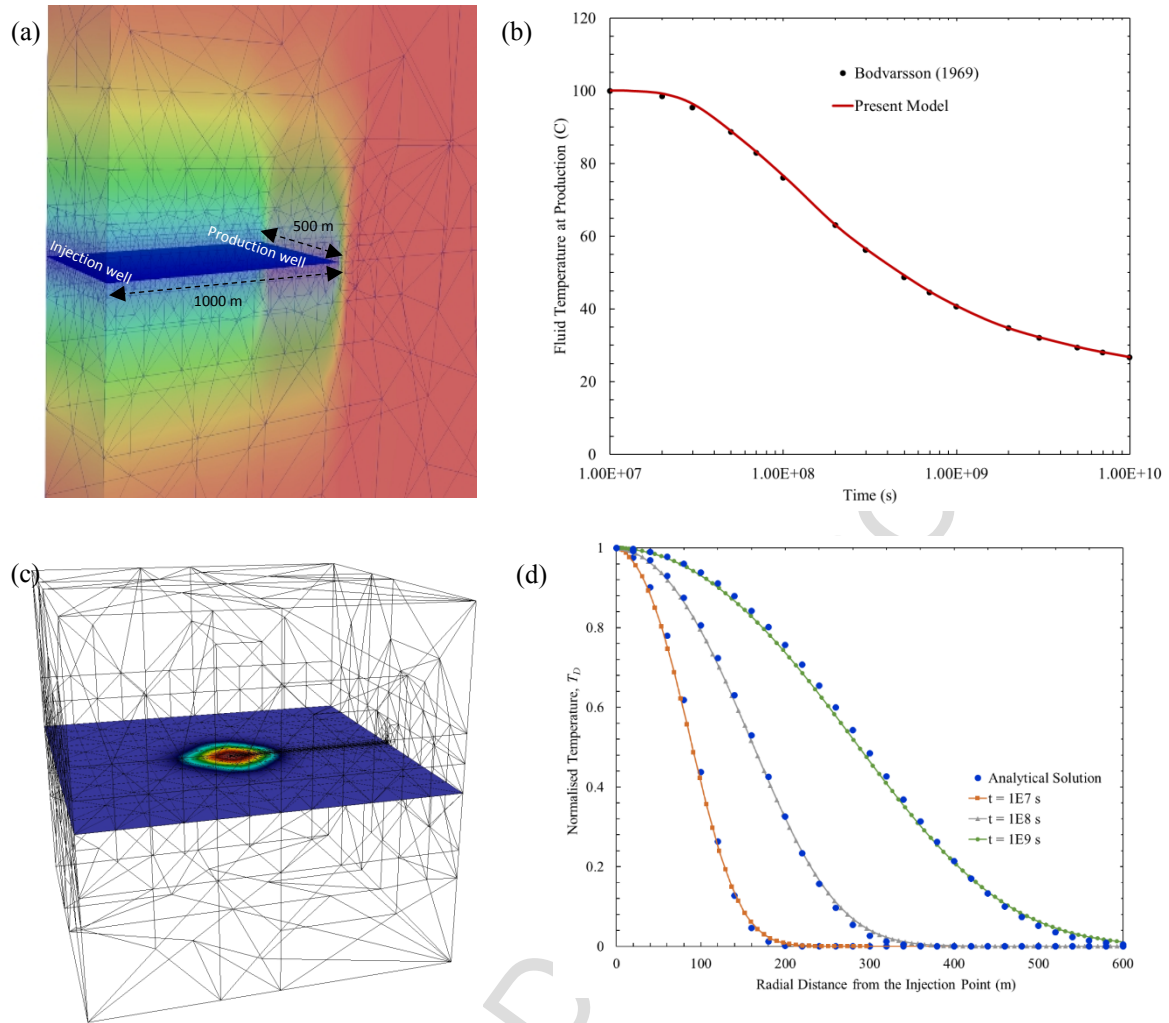 (a)
Injection well
Production well
500 m
1000 m
(b)
120
100
80
60
40
20
0
Fluid Temperature at Production (C)
Bodvarsson (1969)
Present Model
1.00E+07
1.00E+08
1.00E+09
1.00E+10
Time (s)
(c)
(d)
1
0.8
0.6
0.4
0.2
0
Normalised Temperature, T_D
Analytical Solution
t = 1E7 s
t = 1E8 s
t = 1E9 s
0
100
200
300
400
500
600
Radial Distance from the Injection Point (m)